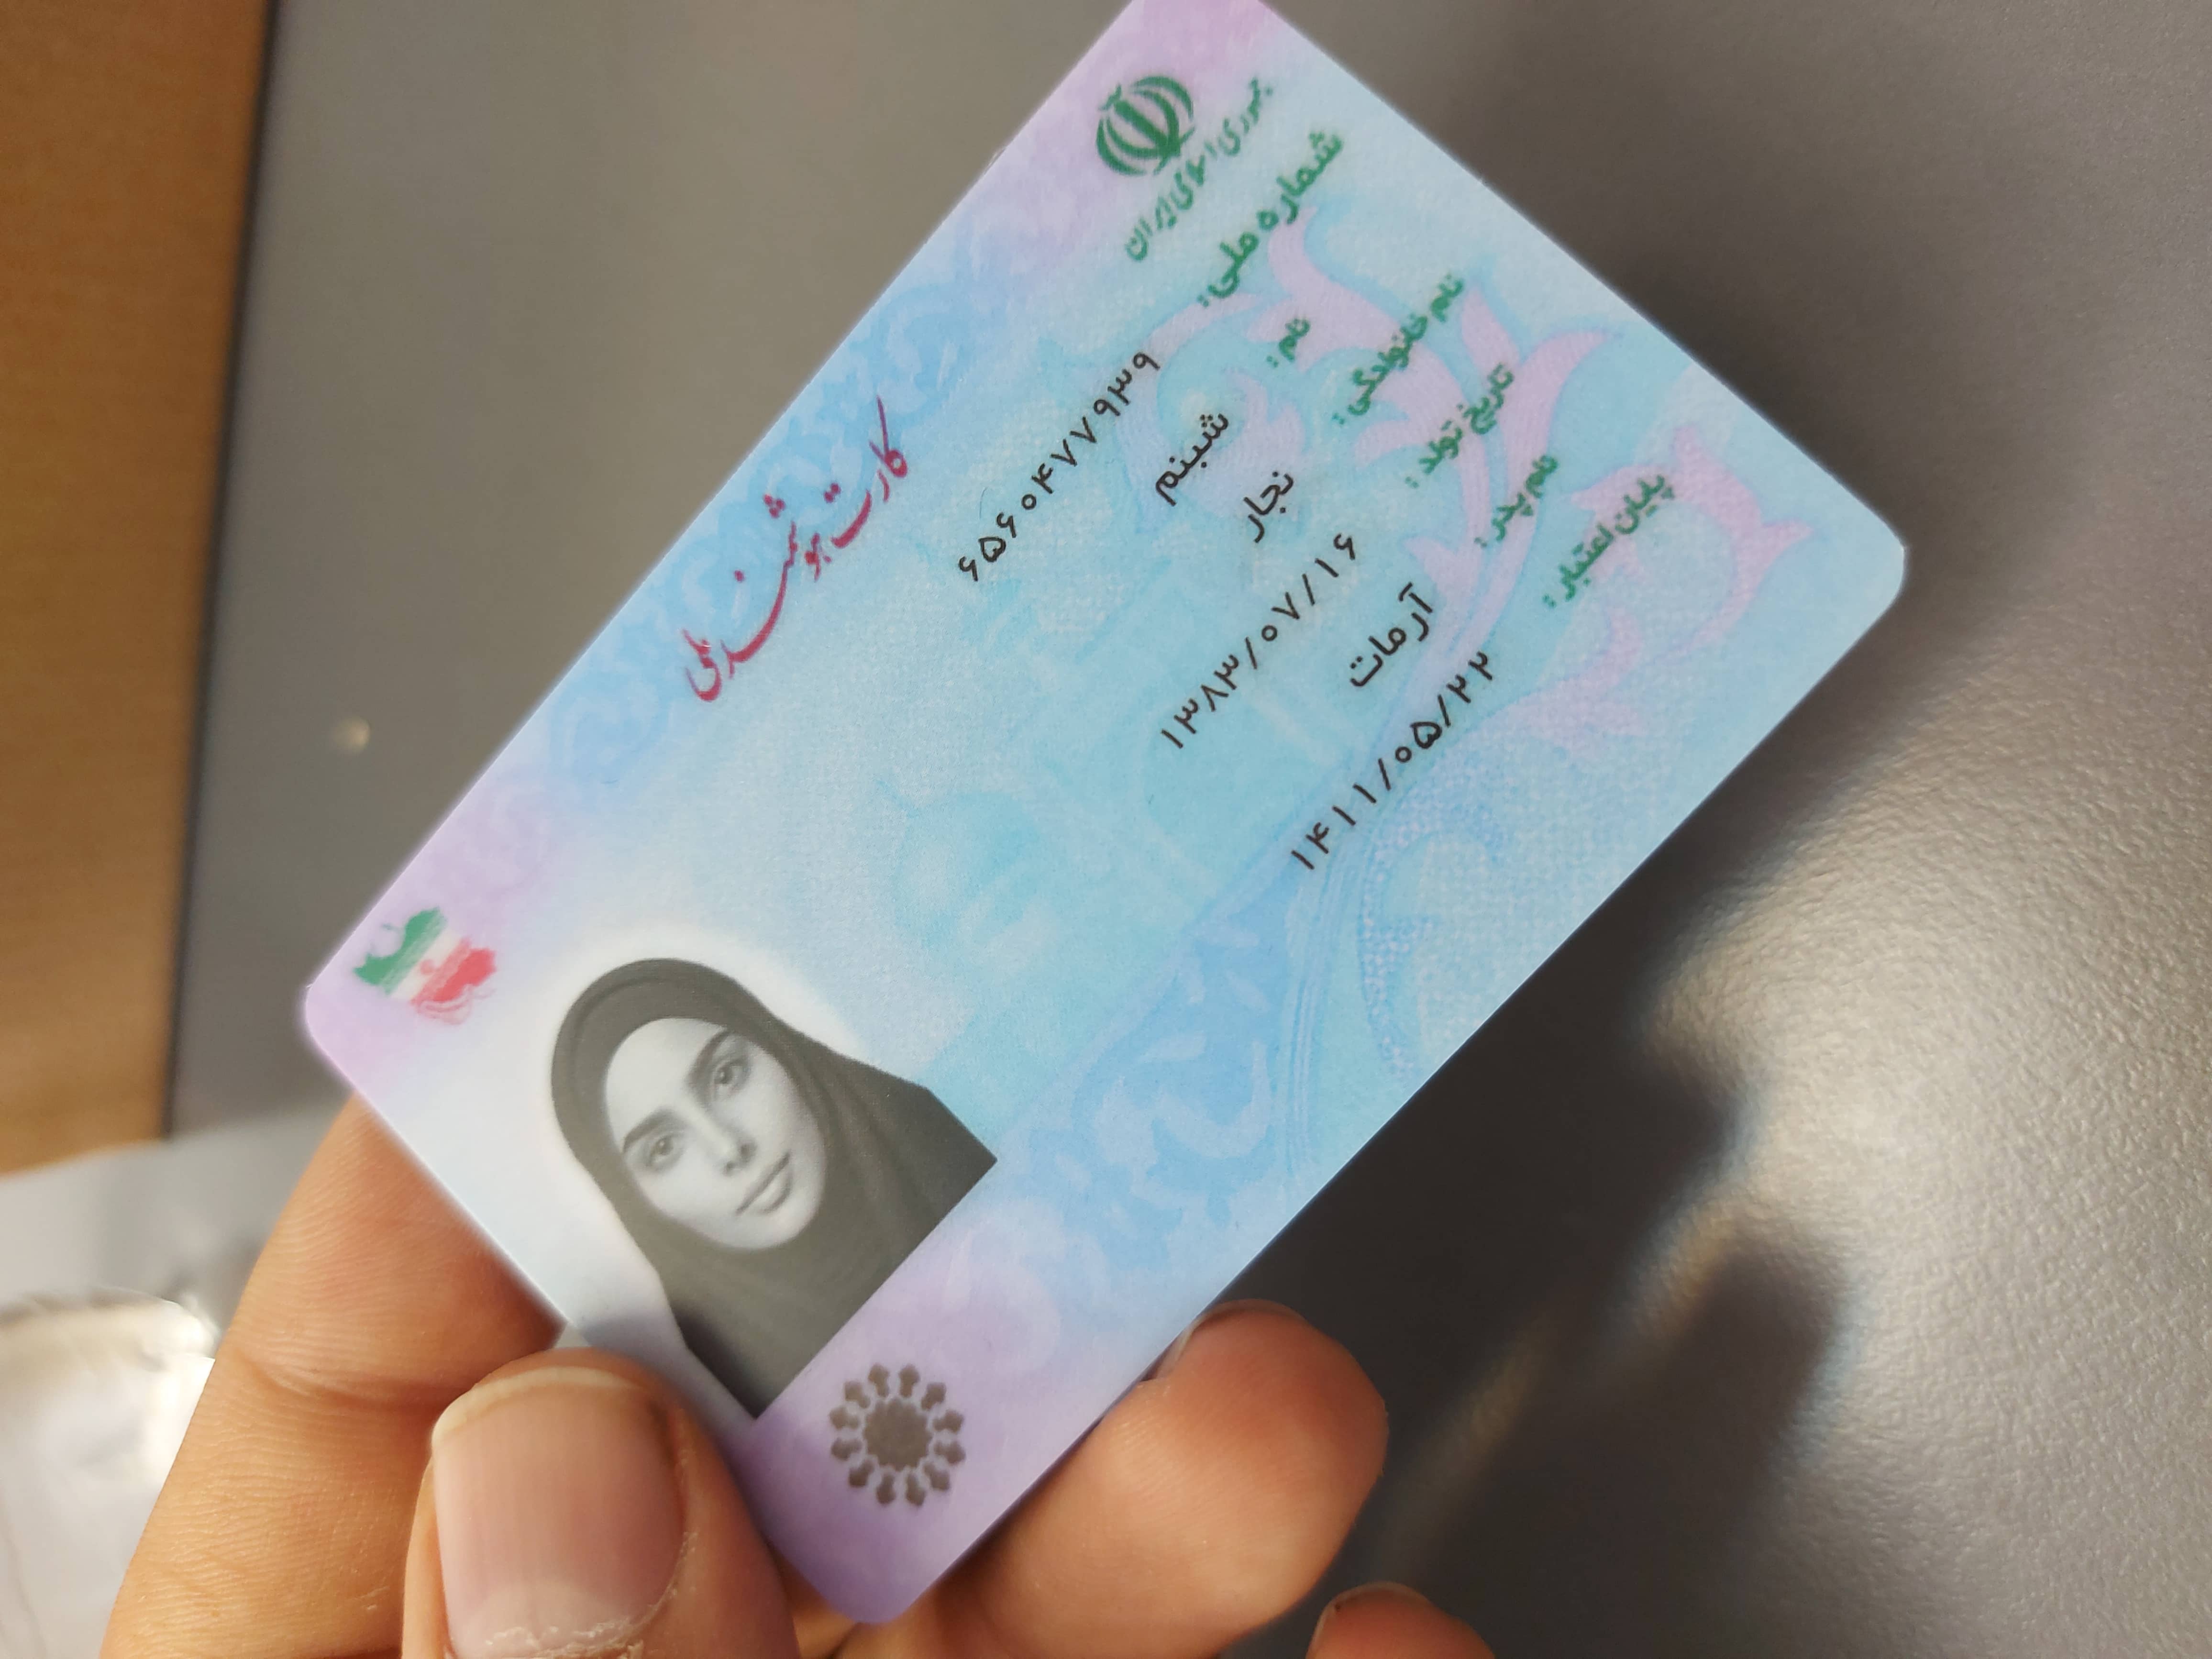 جمهوری اسلامی ایران
کارت هوشمند ملی
شماره ملی: ۶۵۶۰۴۷۷۹۳۹
نام: شبنم
نام خانوادگی: نجار
تاریخ تولد: ۱۳۸۳/۰۷/۱۶
نام پدر: آرمات
پایان اعتبار: ۱۴۱۱/۰۵/۲۲